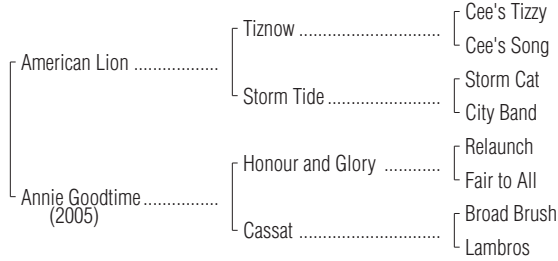 Cee's Tizzy
Tiznow ........................................
Cee's Song
American Lion ........................
Storm Cat
Storm Tide ................................
City Band
Relaunch
Honour and Glory ................
Fair to All
Annie Goodtime .....................
(2005)
Broad Brush
Cassat ........................................
Lambros